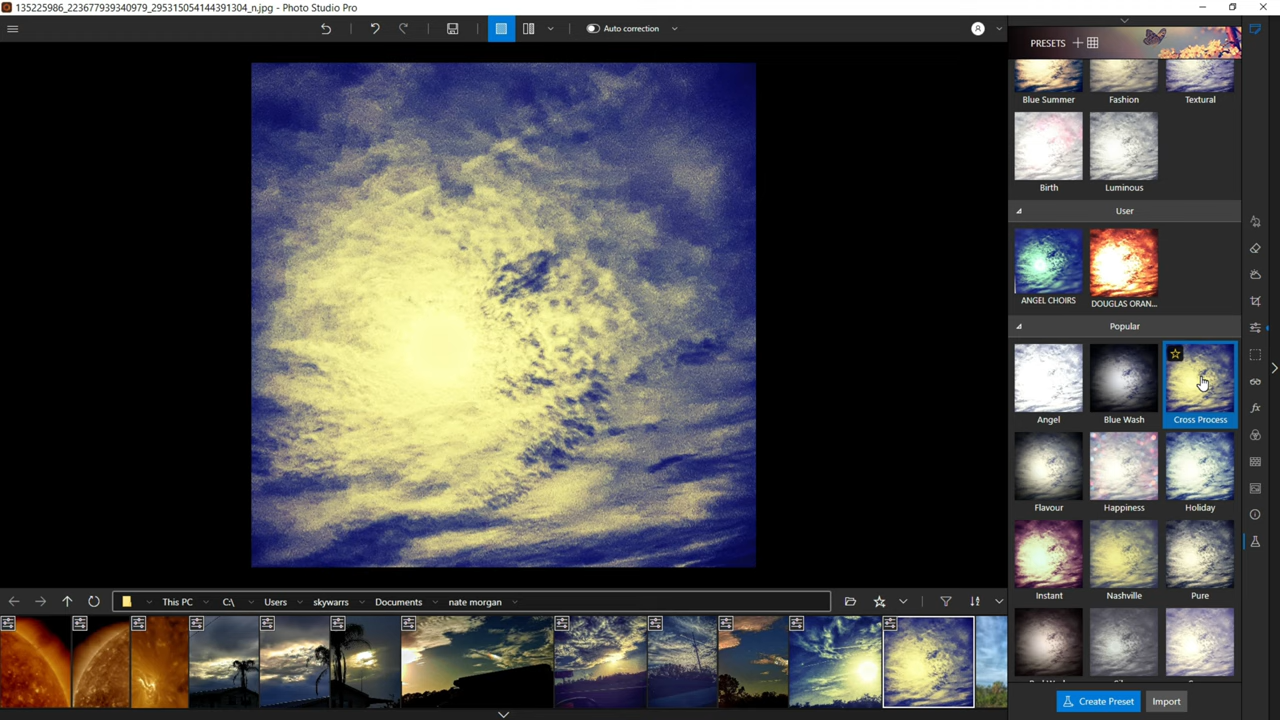 135225986_223677939340979_295315054144391304_n.jpg - Photo Studio Pro
Auto correction
PRESETS
Blue Summer
Fashion
Textural
Birth
Luminous
User
ANGEL CHOIRS
DOUGLAS ORAN...
Popular
Angel
Blue Wash
Cross Process
Flavour
Happiness
Holiday
Instant
Nashville
Pure
This PC
C:\
Users
skywarrs
Documents
nate morgan
Create Preset
Import